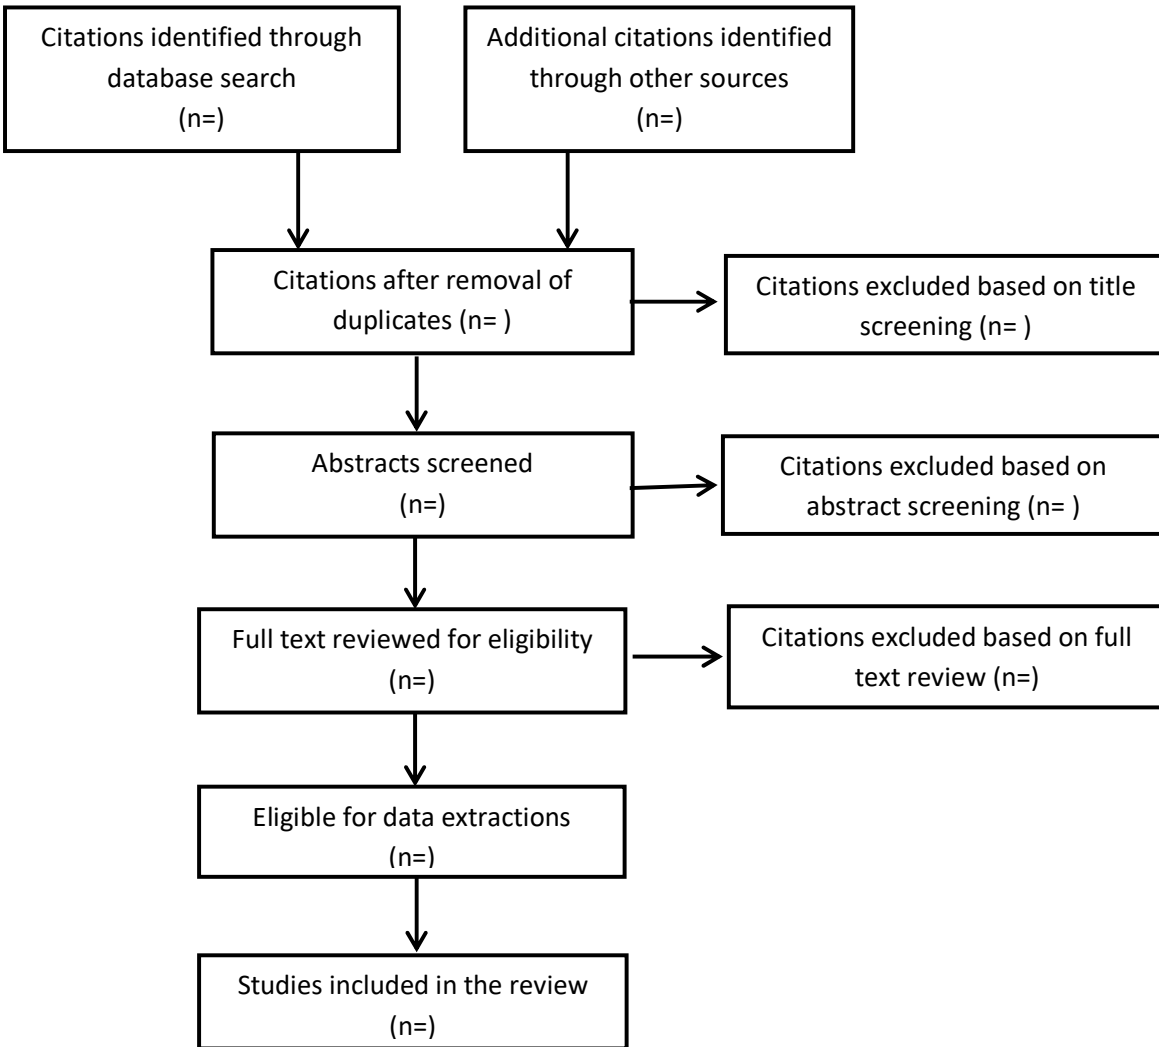 Citations identified through
database search
(n=)
Additional citations identified
through other sources
(n=)
Citations after removal of
duplicates (n= )
Citations excluded based on title
screening (n= )
Abstracts screened
(n=)
Citations excluded based on
abstract screening (n= )
Full text reviewed for eligibility
(n=)
Citations excluded based on full
text review (n=)
Eligible for data extractions
(n=)
Studies included in the review
(n=)